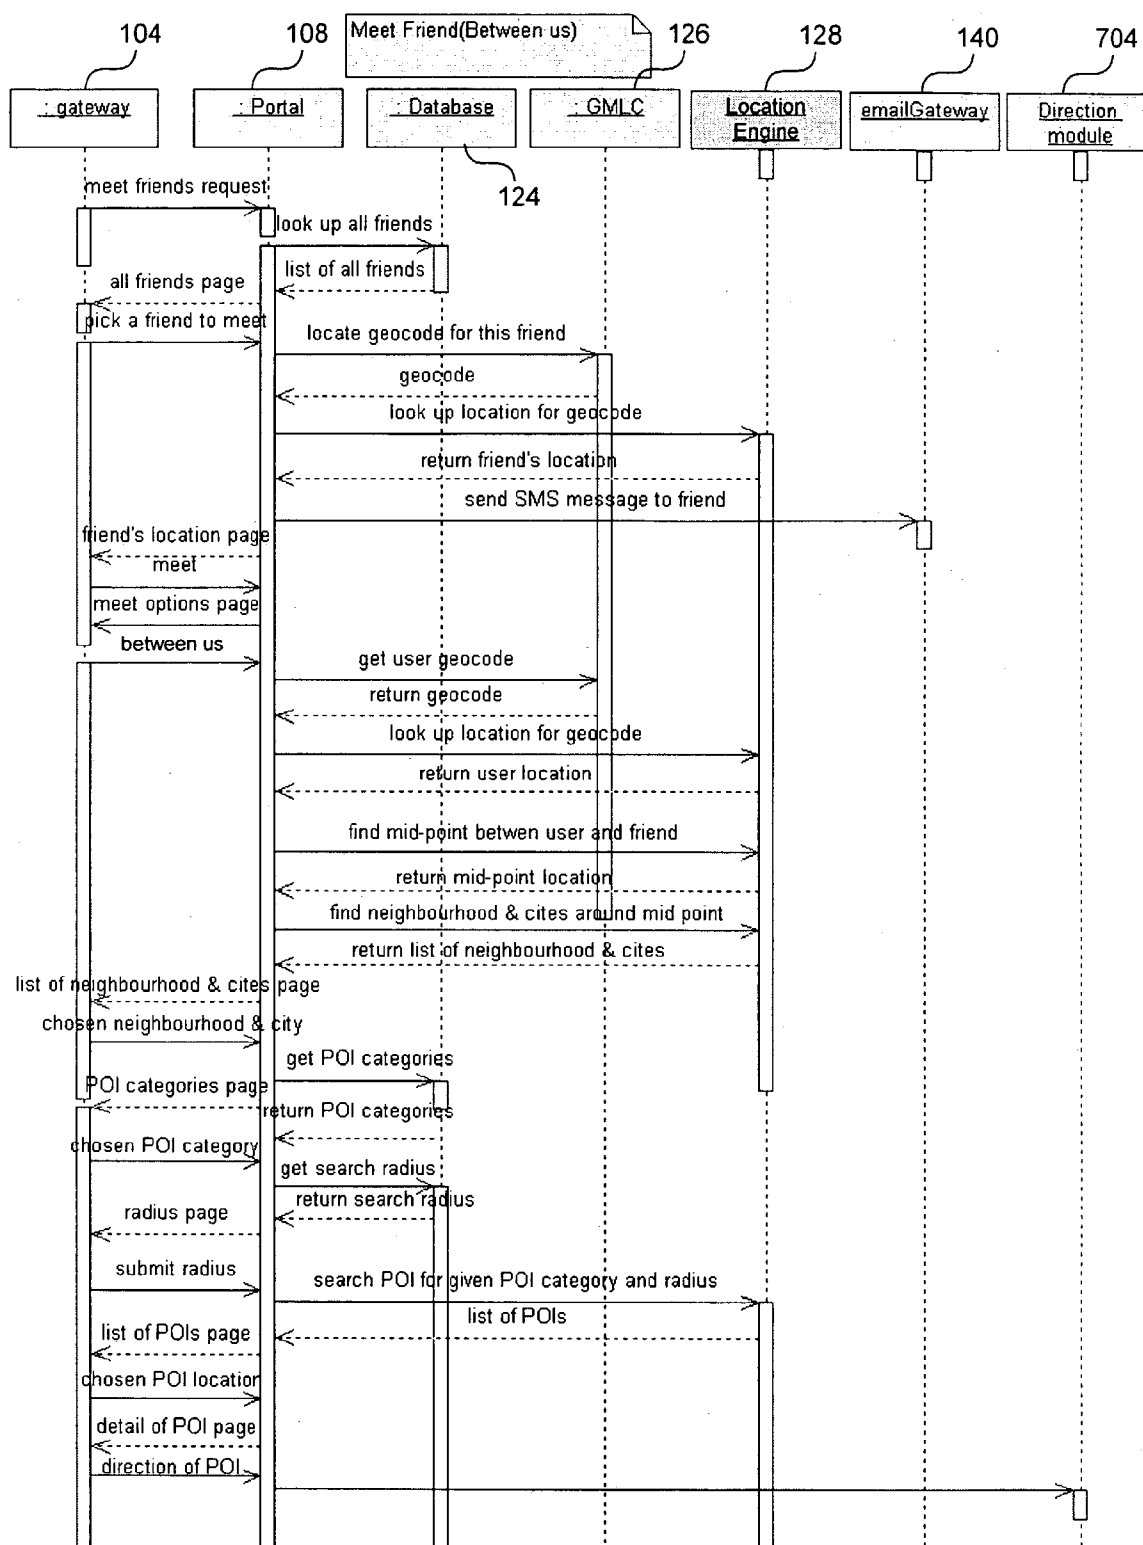 104
108
Meet Friend(Between us)
126
128
140
704
: gateway
: Portal
: Database
: GMLC
Location
Engine
emailGateway
Direction
module
124
meet friends request
look up all friends
list of all friends
all friends page
pick a friend to meet
locate geocode for this friend
geocode
look up location for geocode
return friend's location
send SMS message to friend
friend's location page
meet
meet options page
between us
get user geocode
return geocode
look up location for geocode
return user location
find mid-point betwen user and friend
return mid-point location
find neighbourhood & cites around mid point
return list of neighbourhood & cites
list of neighbourhood & cites page
chosen neighbourhood & city
get POI categories
POI categories page
return POI categories
chosen POI category
get search radius
return search radius
radius page
submit radius
search POI for given POI category and radius
list of POIs
list of POIs page
chosen POI location
detail of POI page
direction of POI